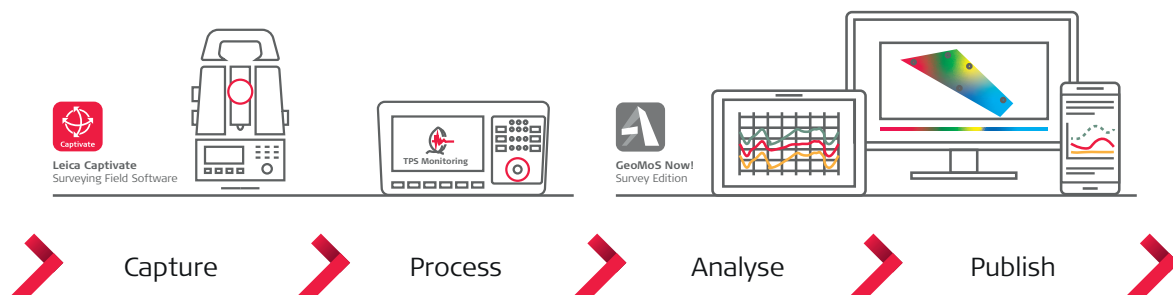 Captivate
Leica Captivate
Surveying Field Software
TPS Monitoring
GeoMoS Now!
Survey Edition
Capture
Process
Analyse
Publish